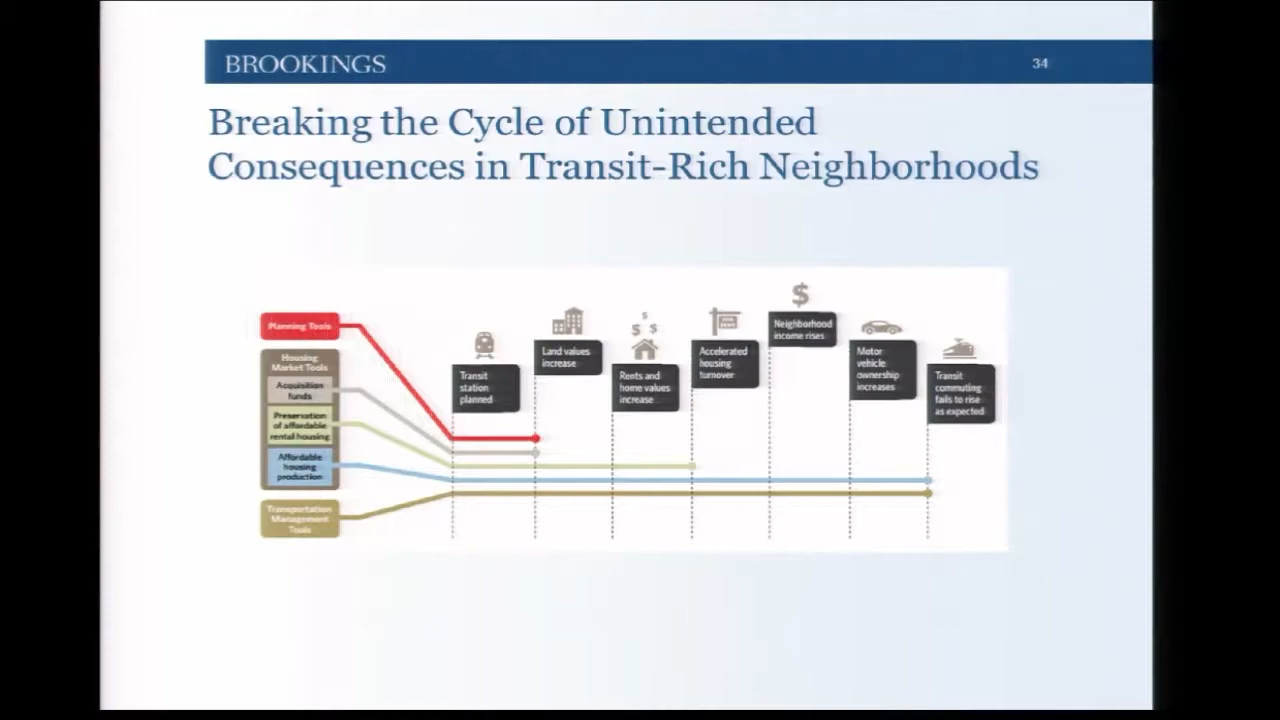 BROOKINGS
34
Breaking the Cycle of Unintended
Consequences in Transit-Rich Neighborhoods
Planning Tools
Housing
Market Tools
Acquisition
funds
Preservation
of affordable
rental housing
Affordable
housing
production
Transportation
Management
Tools
Transit
station
planned
Land values
increase
$
$ $
Rents and
home values
increase
FOR
RENT
Accelerated
housing
turnover
$
Neighborhood
income rises
Motor
vehicle
ownership
increases
Transit
commuting
fails to rise
as expected